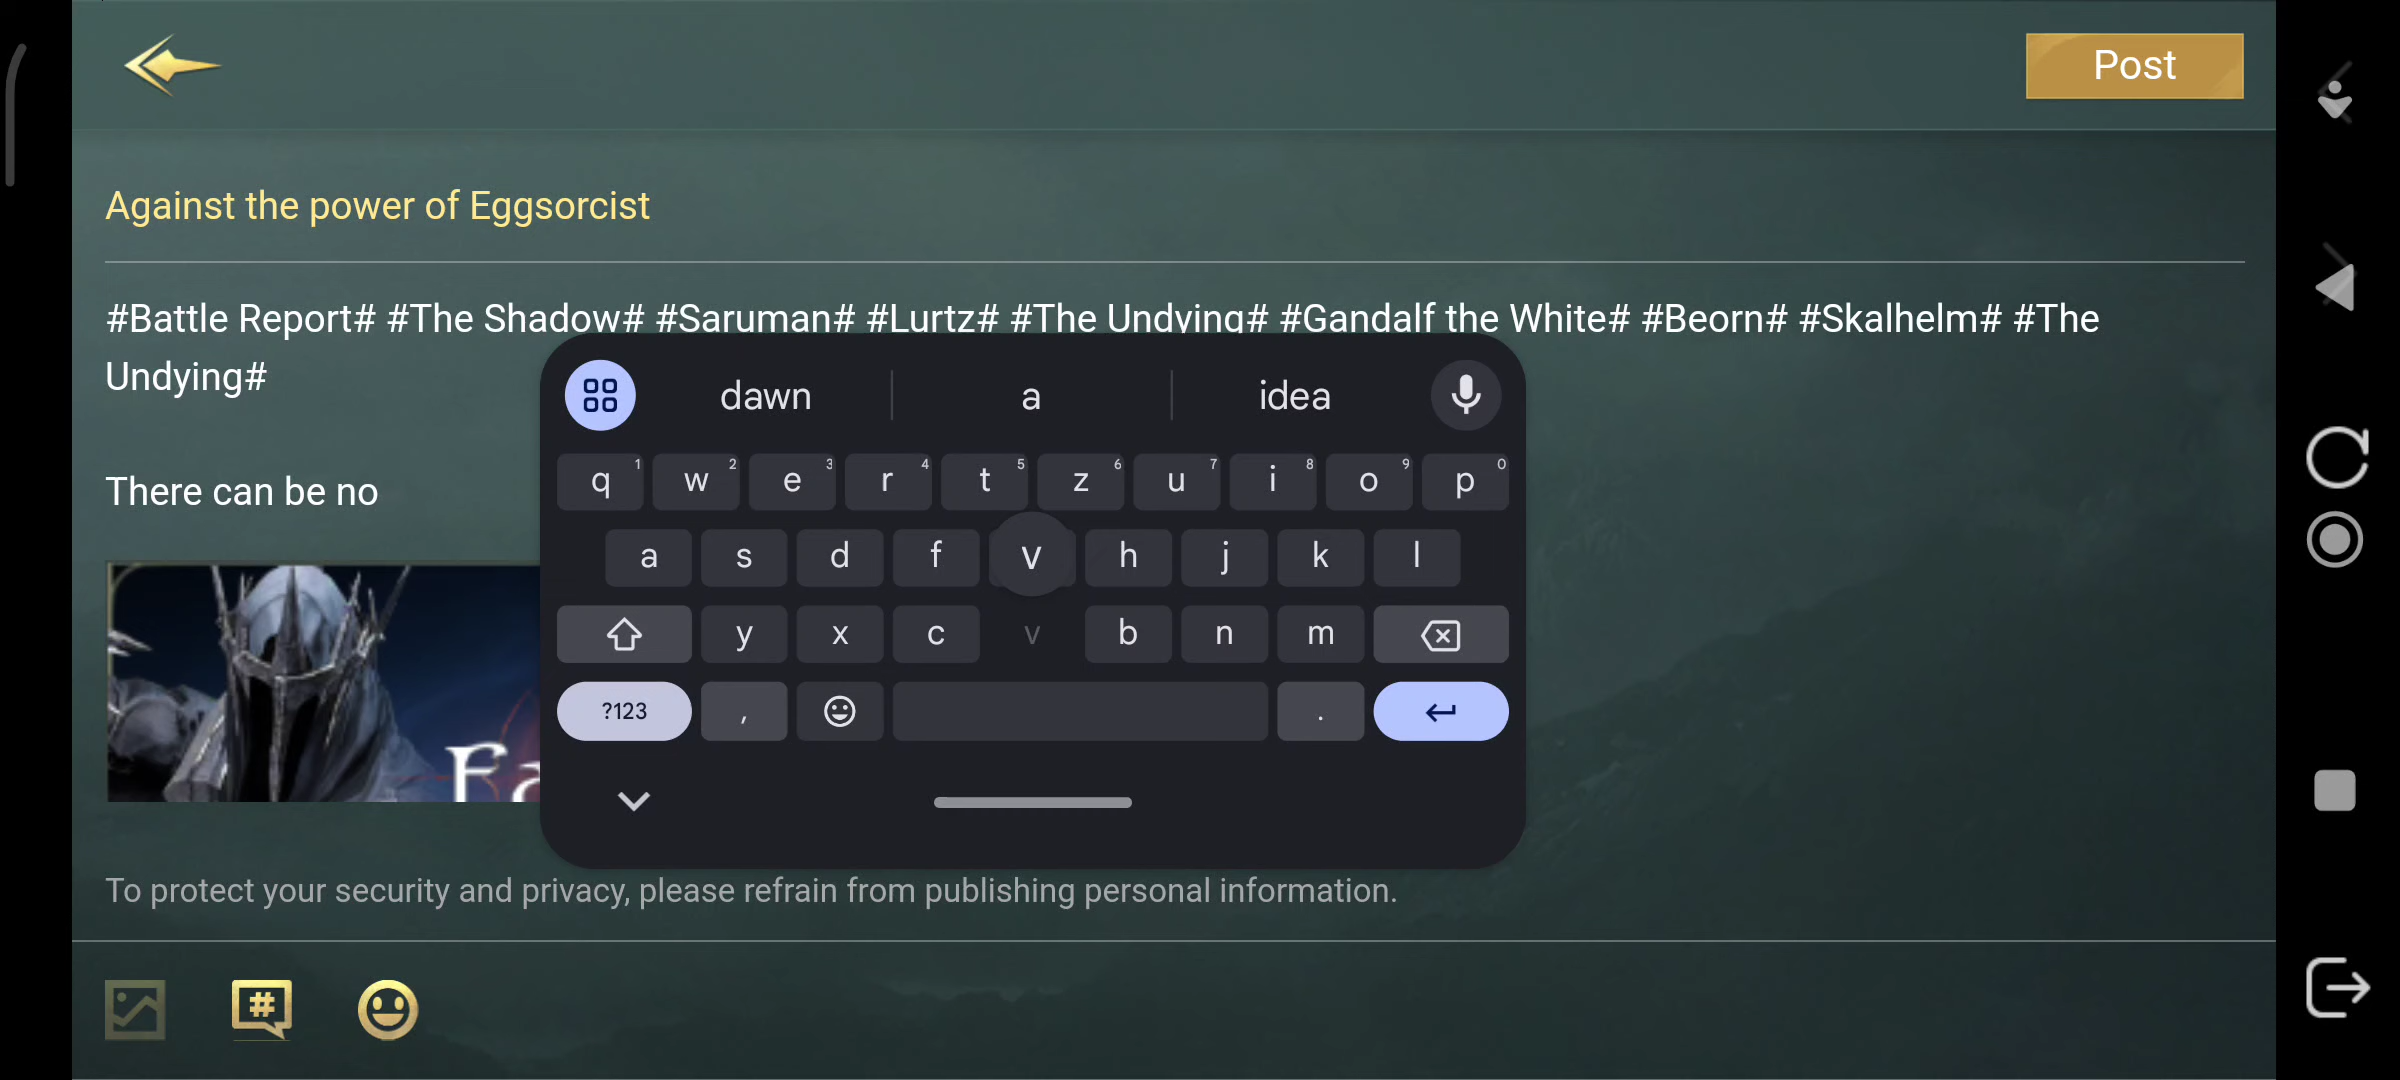 Post
Against the power of Eggsorcist
#Battle Report# #The Shadow# #Saruman# #Lurtz# #The Undying# #Gandalf the White# #Beorn# #Skalhelm# #The
Undying#
There can be no
dawn a idea
q 1 w 2 e 3 r 4 t 5 z 6 u 7 i 8 o 9 p 0
a s d f v h j k l
y x c v b n m
?123 , .
To protect your security and privacy, please refrain from publishing personal information.
#